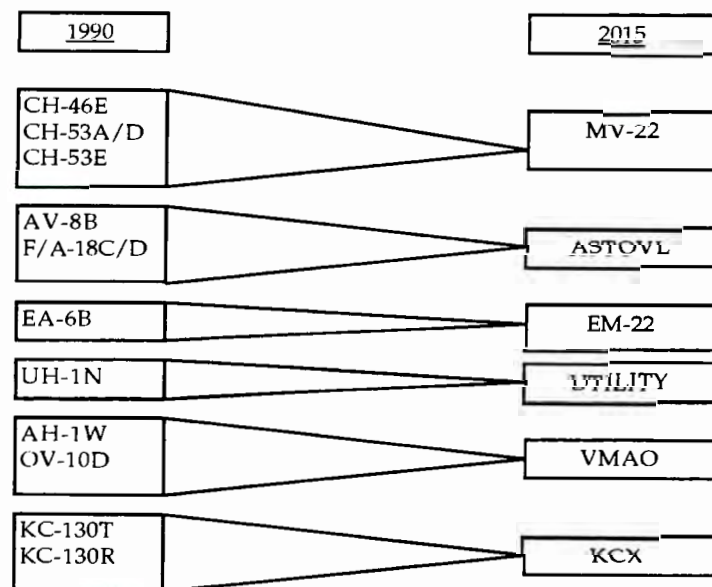 1990
2015
CH-46E
CH-53A/D
CH-53E
MV-22
AV-8B
F/A-18C/D
ASTOVL
EA-6B
EM-22
UH-1N
UTILITY
AH-1W
OV-10D
VMAO
KC-130T
KC-130R
KCX